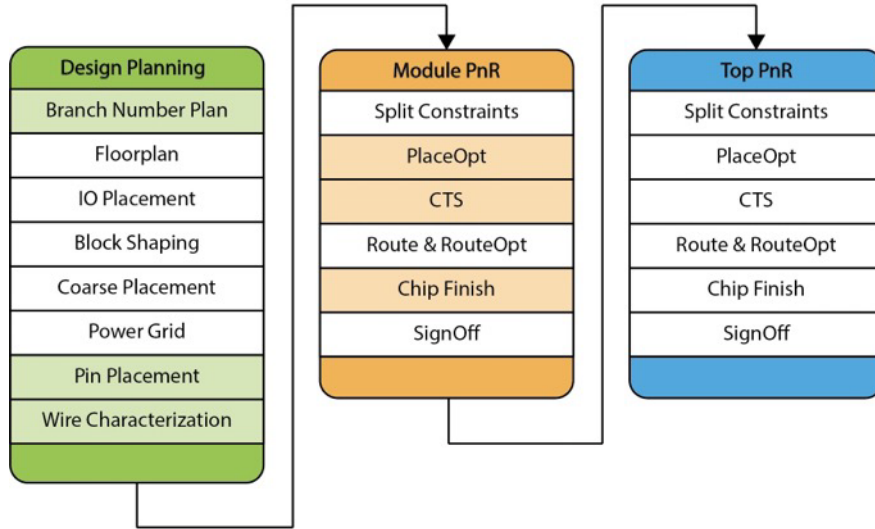 Design Planning
Branch Number Plan
Floorplan
IO Placement
Block Shaping
Coarse Placement
Power Grid
Pin Placement
Wire Characterization
Module PnR
Split Constraints
PlaceOpt
CTS
Route & RouteOpt
Chip Finish
SignOff
Top PnR
Split Constraints
PlaceOpt
CTS
Route & RouteOpt
Chip Finish
SignOff